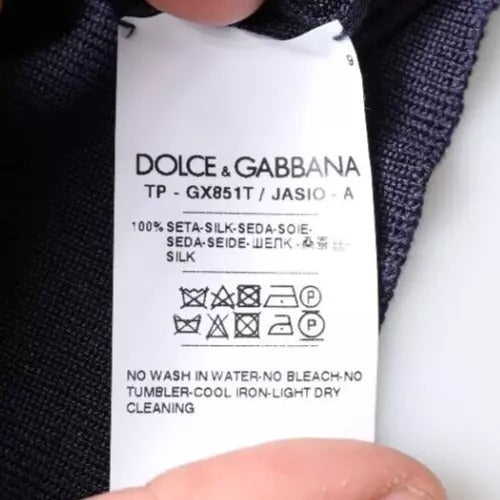 9
DOLCE & GABBANA
TP - GX851T / JASIO - A
100% SETA-SILK-SEDA-SOIE-
SEDA-SEIDE-ШЕЛК -
SILK
P
P
NO WASH IN WATER-NO BLEACH-NO
TUMBLER-COOL IRON-LIGHT DRY
CLEANING